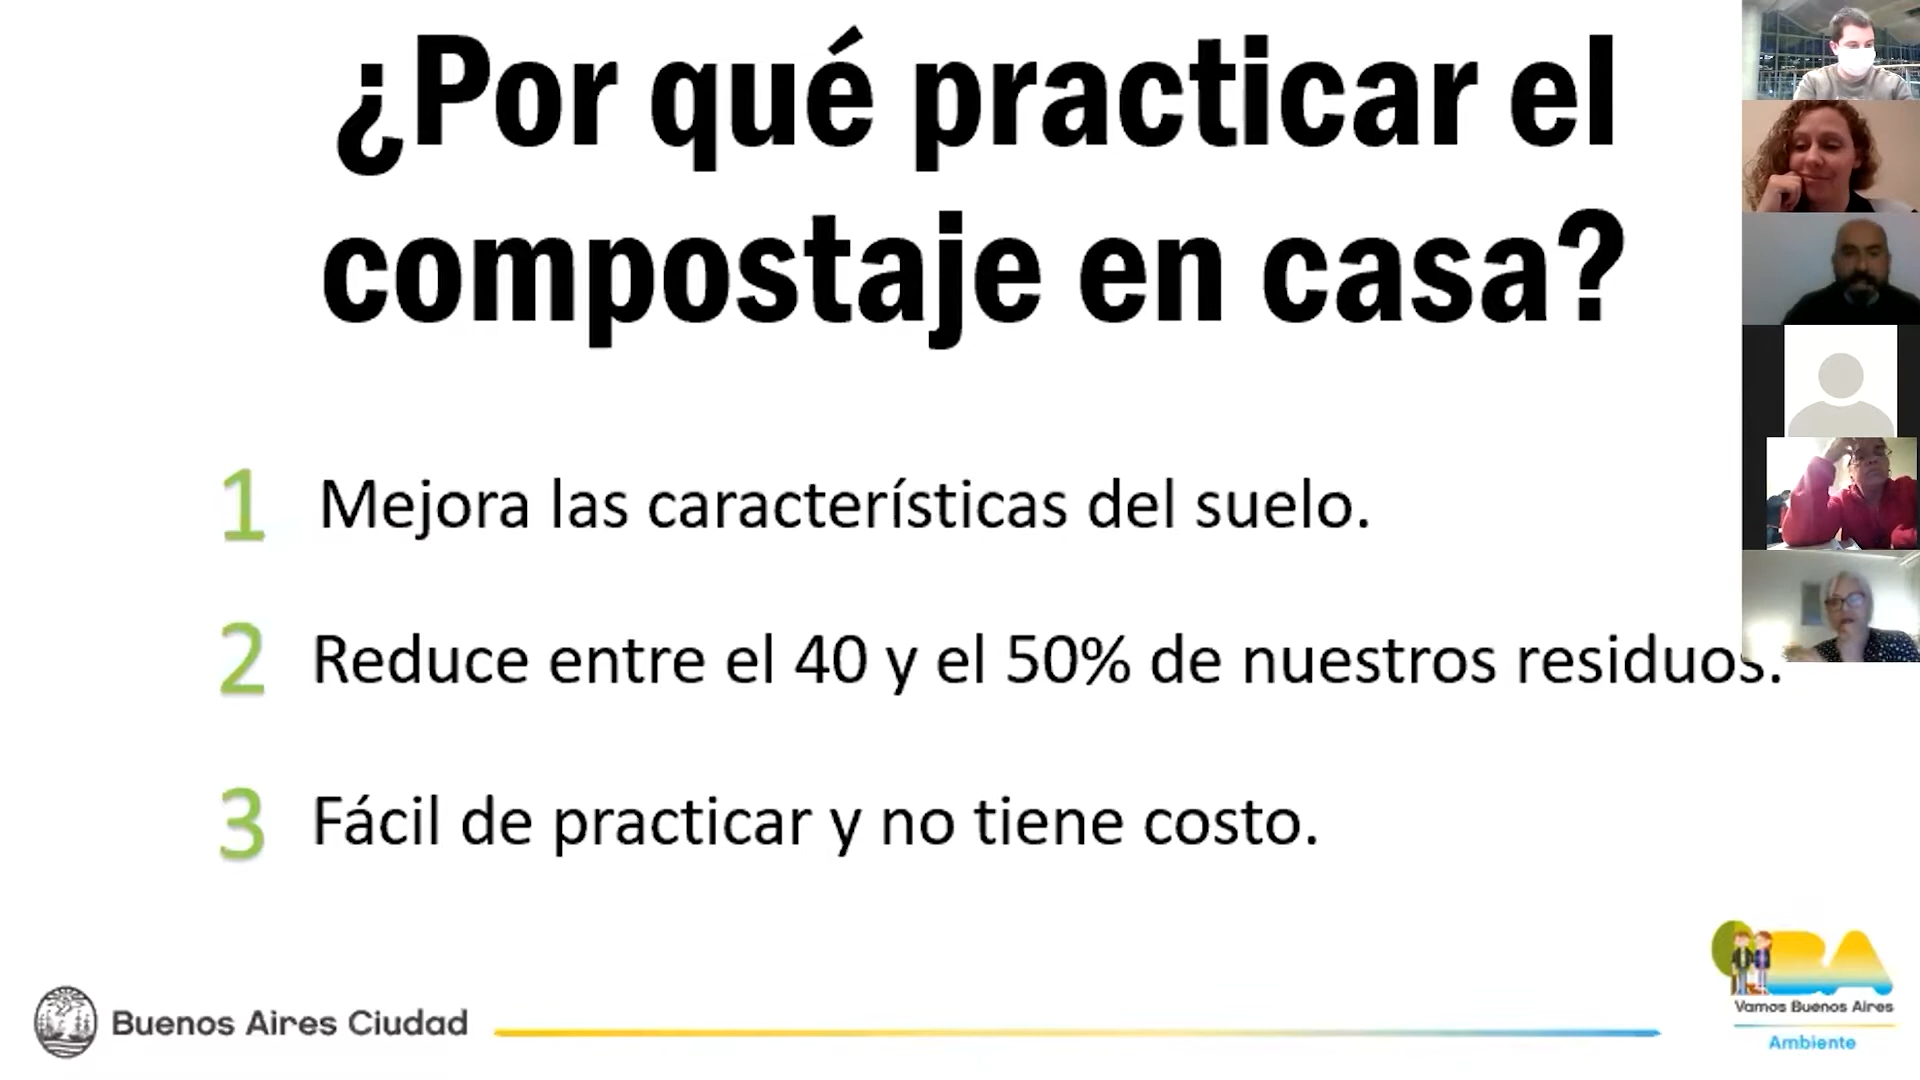 ¿Por qué practicar el
compostaje en casa?
1 Mejora las características del suelo.
2 Reduce entre el 40 y el 50% de nuestros residuos.
3 Fácil de practicar y no tiene costo.
Buenos Aires Ciudad
BA
Vamos Buenos Aires
Ambiente